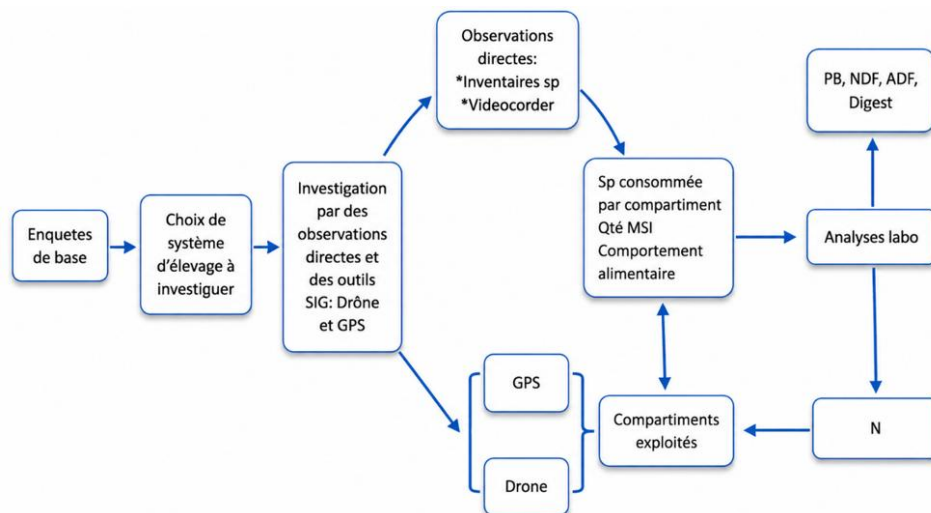 Enquetes
de base
Choix de
système
d'élevage à
investiguer
Investigation
par des
observations
directes et
des outils
SIG: Drône
et GPS
Observations
directes:
*Inventaires sp
*Videocorder
GPS
Drone
Sp consommée
par compartiment
Qté MSI
Comportement
alimentaire
Compartiments
exploités
Analyses labo
PB, NDF, ADF,
Digest
N